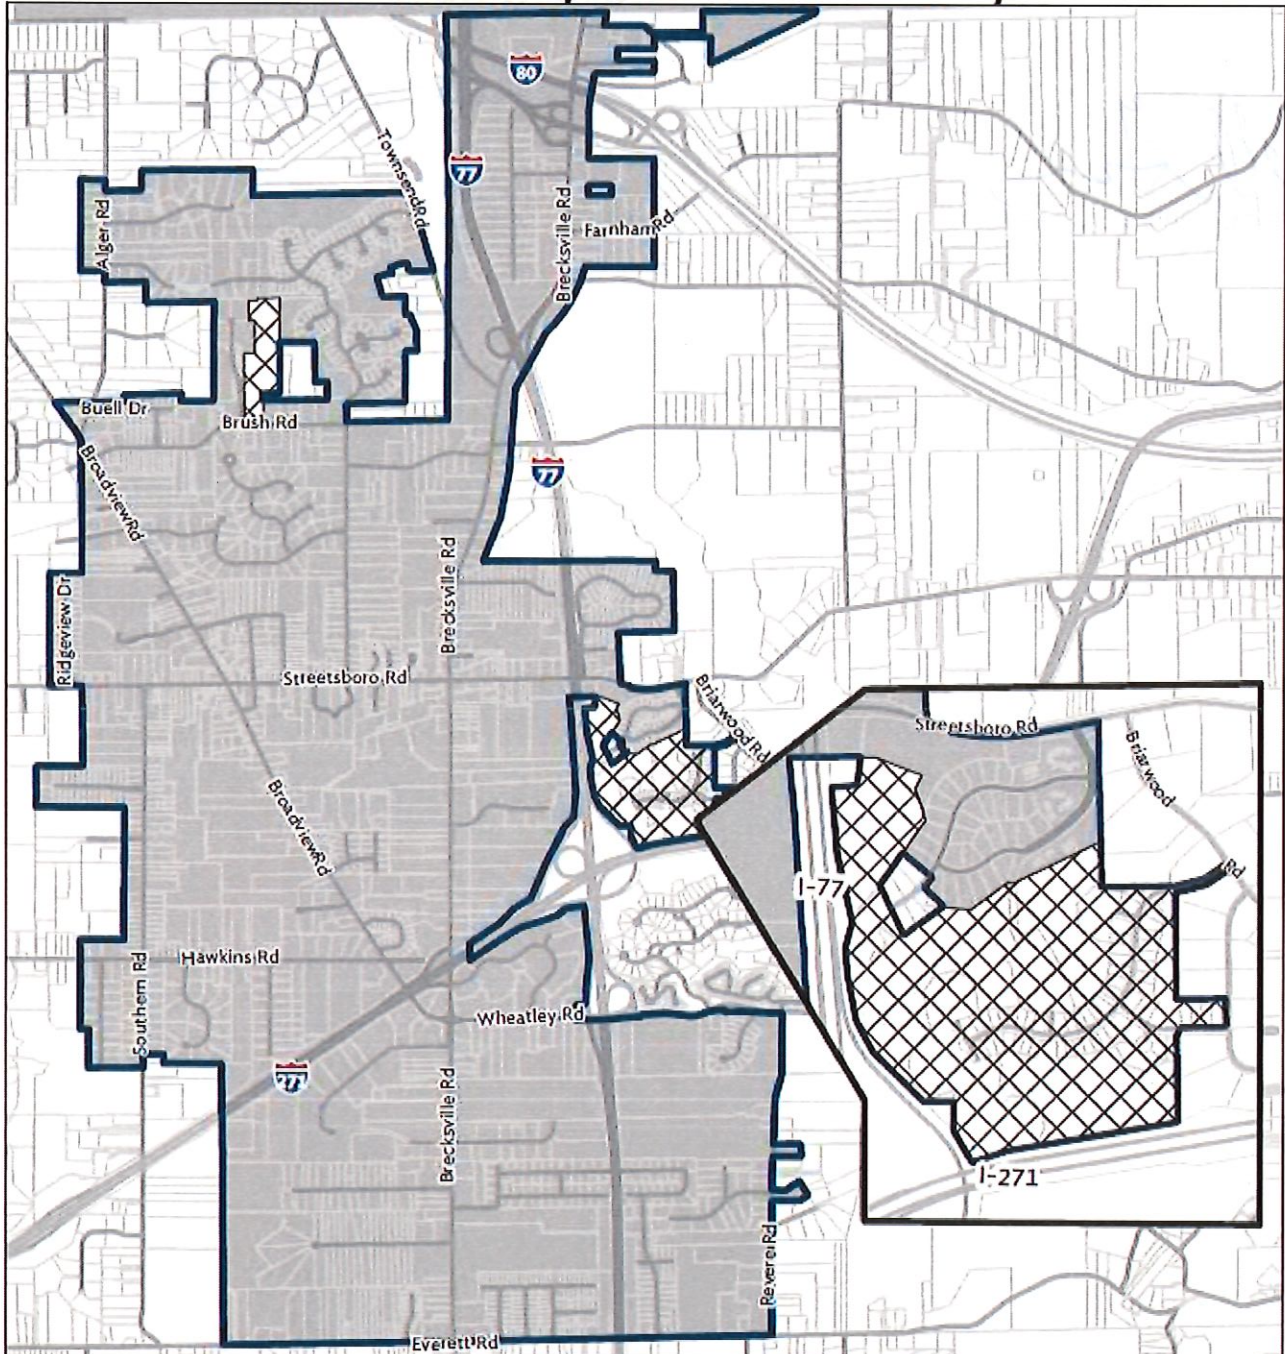 80
Townsend Rd
77
Alger Rd
Brecksville Rd
Farnham Rd
Buell Dr
Brush Rd
Broadview Rd
77
Brecksville Rd
Ridgeview Dr
Streetsboro Rd
Briarwood Rd
Streetsboro Rd
Briarwood
Rd
Broadview Rd
I-77
Hawkins Rd
Southern Rd
Wheatley Rd
271
Brecksville Rd
I-271
Revere Rd
Everett Rd